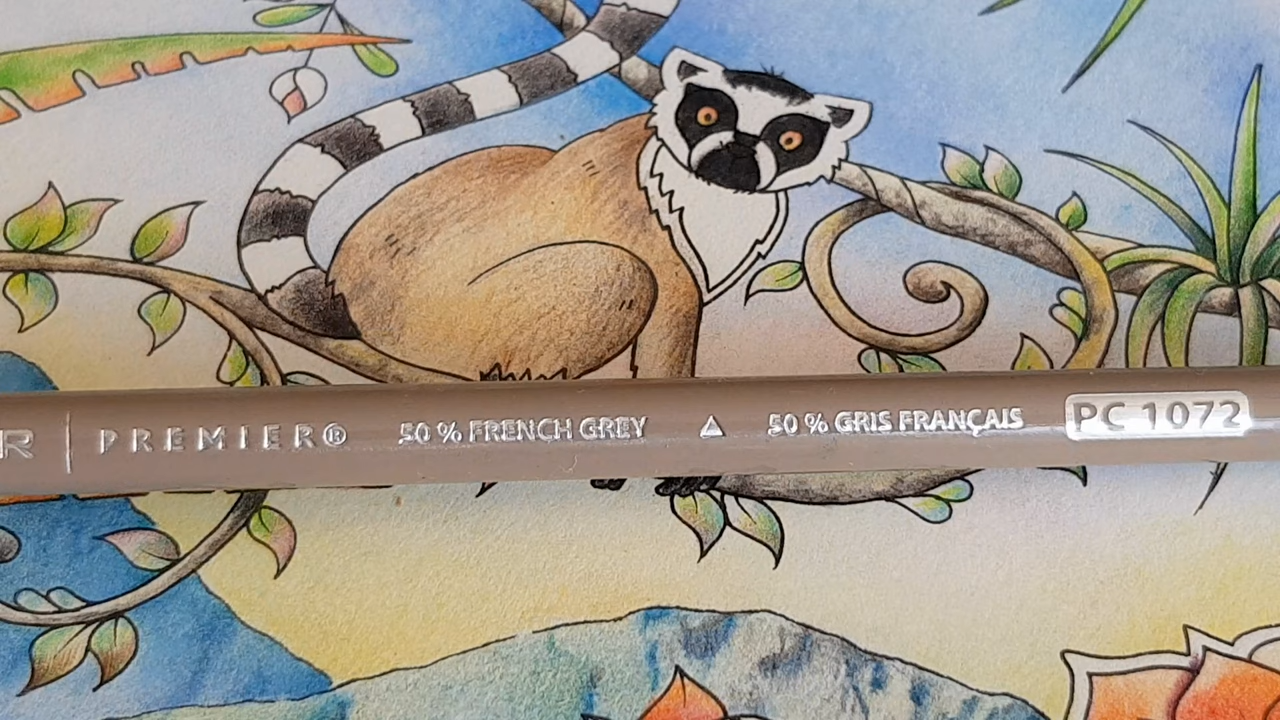 R PREMIER® 50 % FRENCH GREY △ 50 % GRIS FRANÇAIS PC 1072